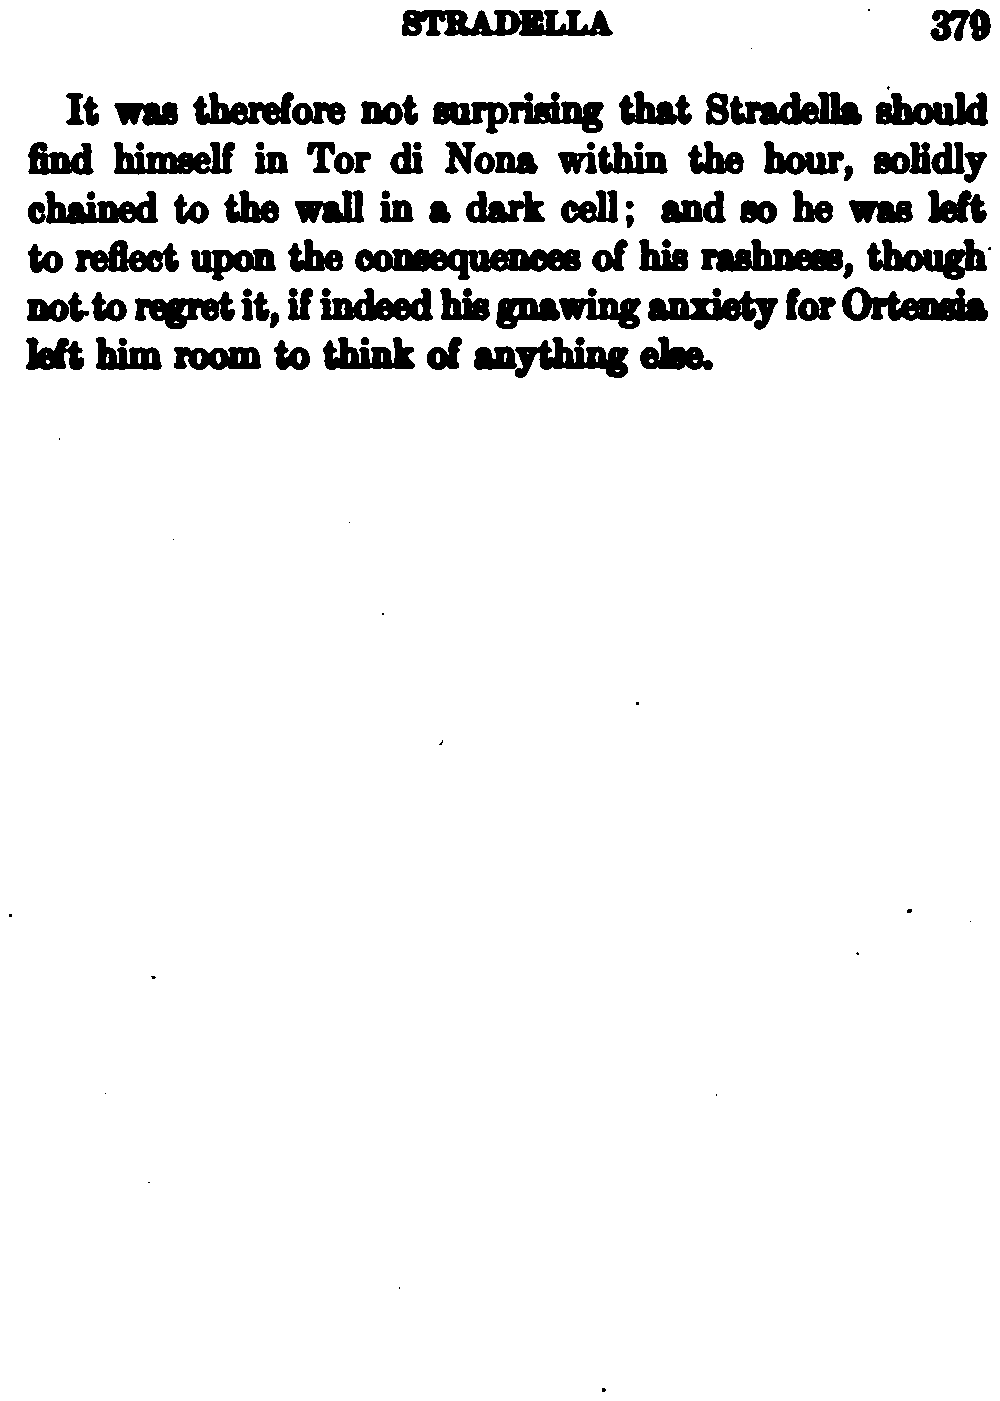 STRADELLA 379
It was therefore not surprising that Stradella should
find himself in Tor di Nona within the hour, solidly
chained to the wall in a dark cell; and so he was left
to reflect upon the consequences of his rashness, though
not to regret it, if indeed his gnawing anxiety for Ortensia
left him room to think of anything else.